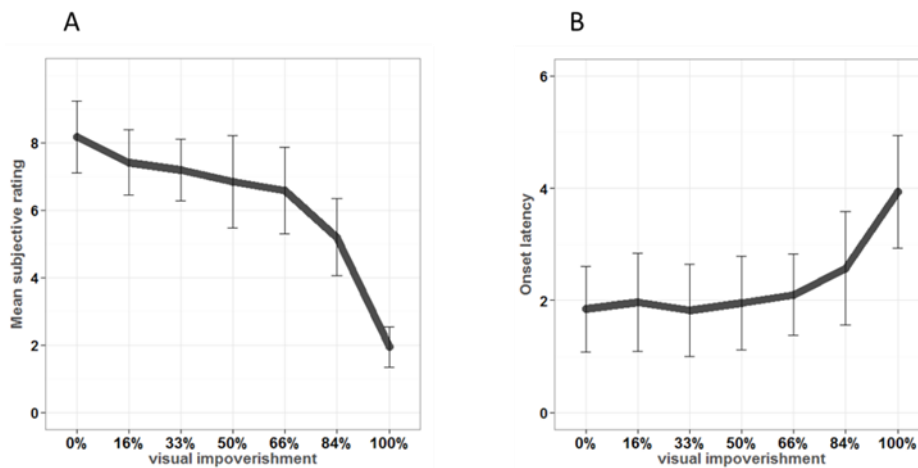 A
Mean subjective rating
8
6
4
2
0
0% 16% 33% 50% 66% 84% 100%
visual impoverishment
B
Onset latency
6
4
2
0
0% 16% 33% 50% 66% 84% 100%
visual impoverishment